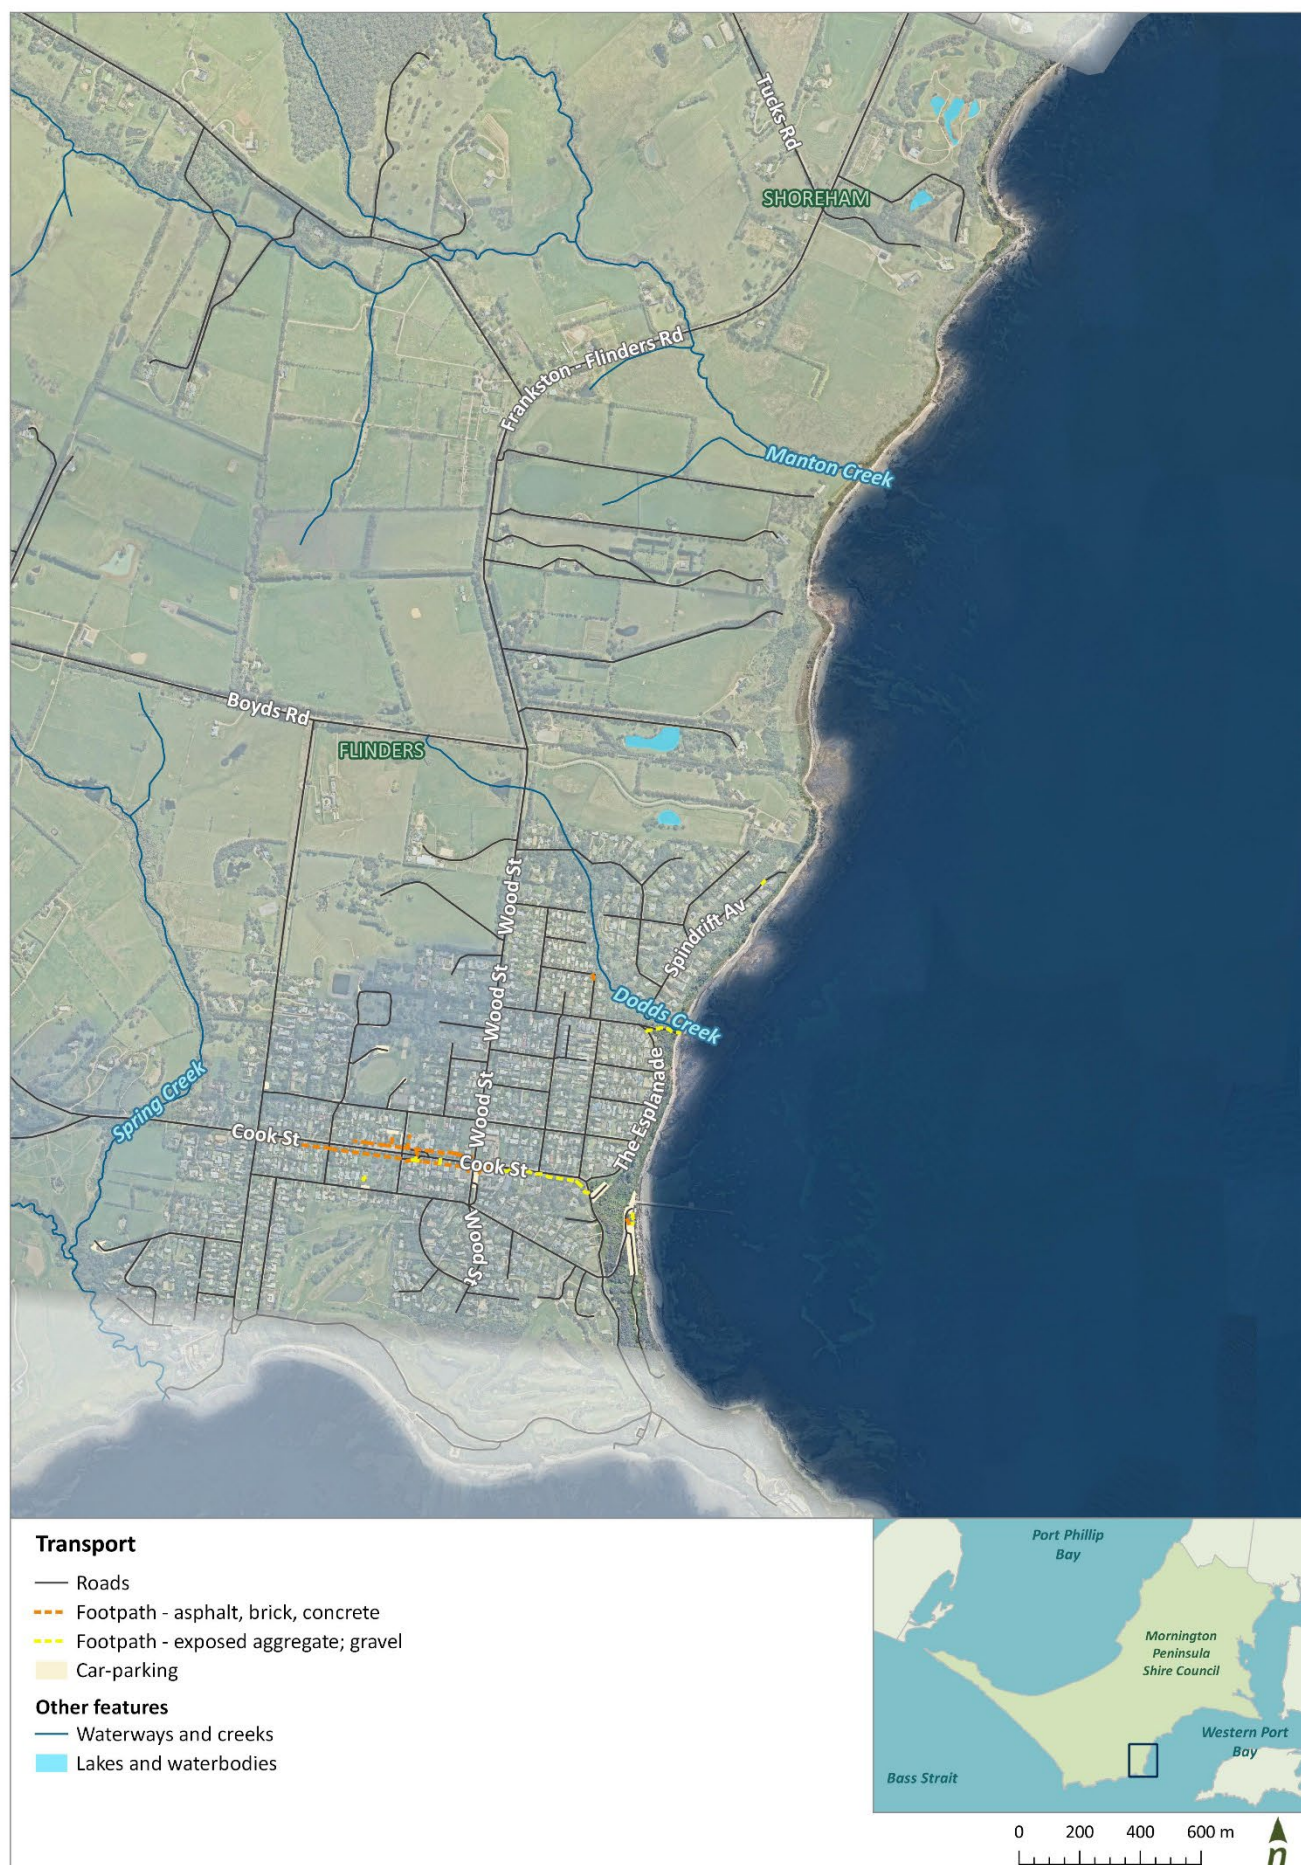 Tucks Rd
SHOREHAM
Frankston - Flinders Rd
Manton Creek
Boyds Rd
FLINDERS
Wood St
Spindrift Av
Wood St
Dodds Creek
Spring Creek
Wood St
The Esplanade
Cook St
Cook St
Wood St
Transport
Roads
Footpath - asphalt, brick, concrete
Footpath - exposed aggregate; gravel
Car-parking
Other features
Waterways and creeks
Lakes and waterbodies
Port Phillip
Bay
Mornington
Peninsula
Shire Council
Western Port
Bay
Bass Strait
0 200 400 600 m
n